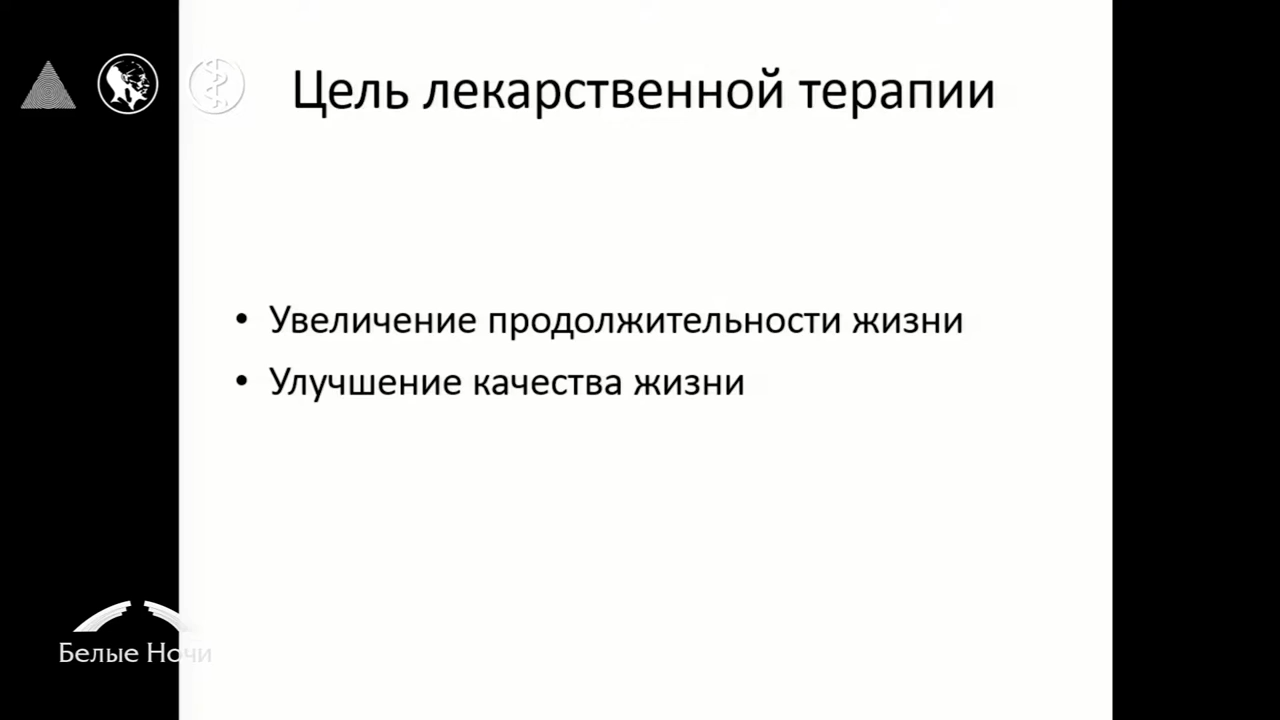 Цель лекарственной терапии
• Увеличение продолжительности жизни
• Улучшение качества жизни
Белые Ночи